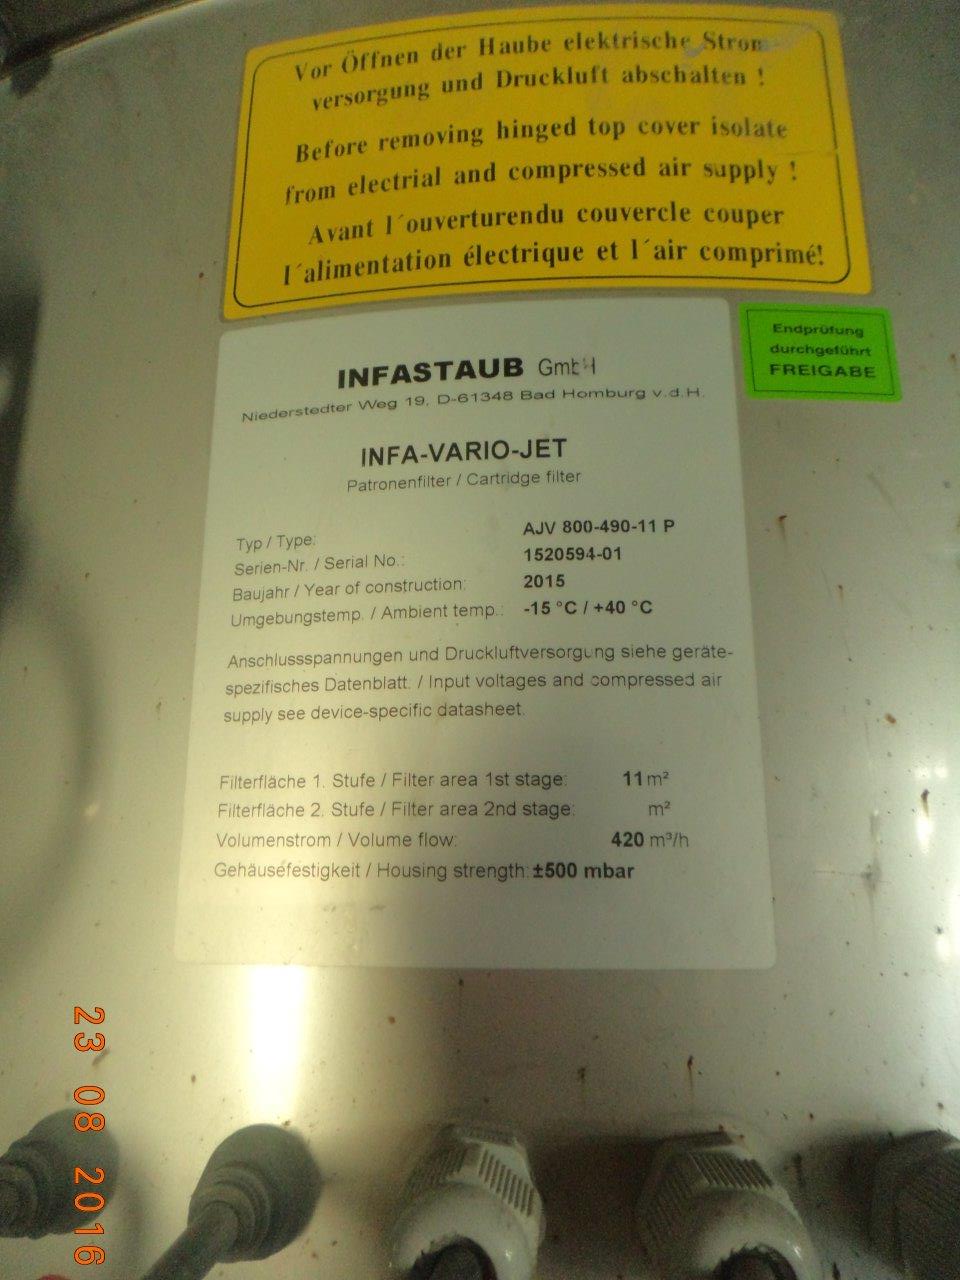 Vor Öffnen der Haube elektrische Strom
versorgung und Druckluft abschalten !
Before removing hinged top cover isolate
from electrial and compressed air supply !
Avant l´ouverturendu couvercle couper
l´alimentation électrique et l´air comprimé!
Endprüfung
durchgeführt
FREIGABE
INFASTAUB GmbH
Niederstedter Weg 19, D-61348 Bad Homburg v.d.H.
INFA-VARIO-JET
Patronenfilter / Cartridge filter
Typ / Type: AJV 800-490-11 P
Serien-Nr. / Serial No.: 1520594-01
Baujahr / Year of construction: 2015
Umgebungstemp. / Ambient temp.: -15 °C / +40 °C
Anschlussspannungen und Druckluftversorgung siehe geräte-
spezifisches Datenblatt. / Input voltages and compressed air
supply see device-specific datasheet.
Filterfläche 1. Stufe / Filter area 1st stage: 11 m²
Filterfläche 2. Stufe / Filter area 2nd stage: m²
Volumenstrom / Volume flow: 420 m³/h
Gehäusefestigkeit / Housing strength: ±500 mbar
23 08 2016